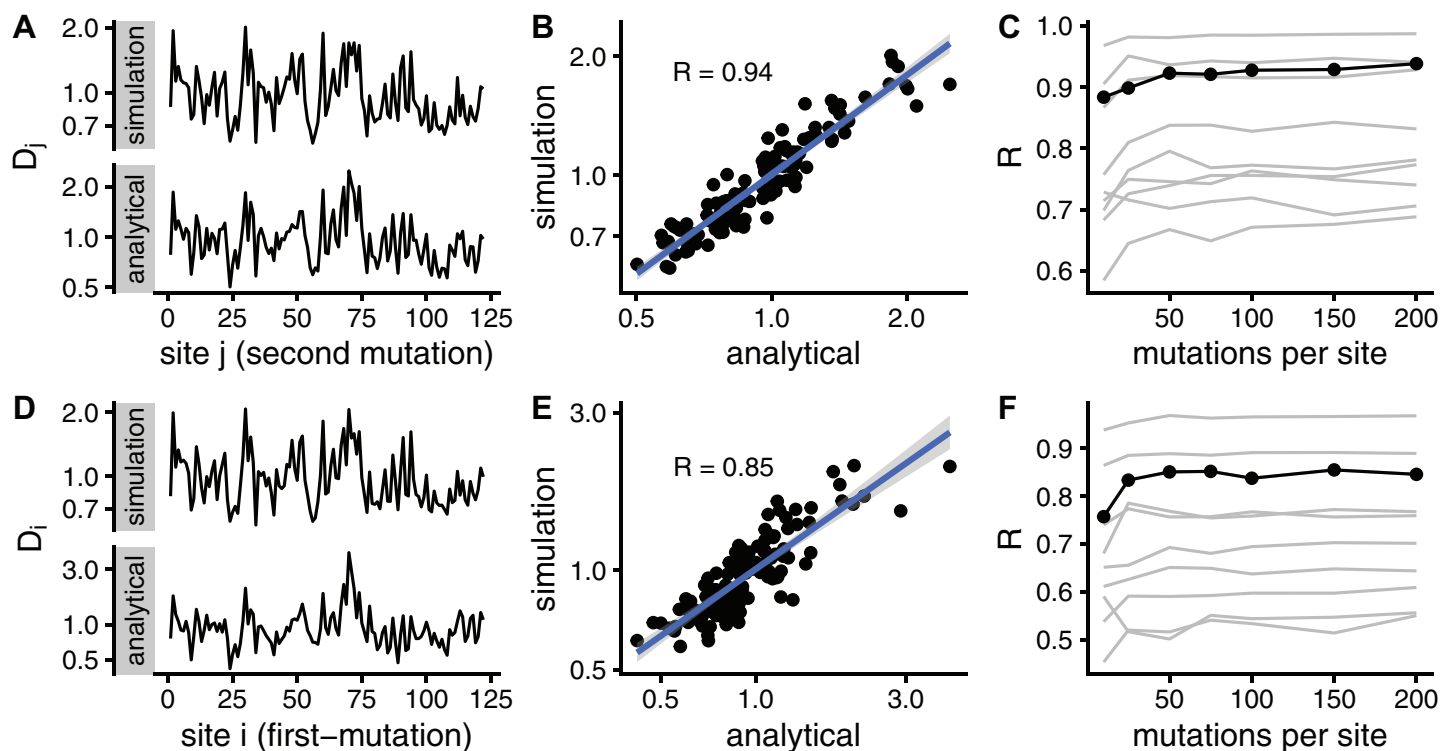 A
D_j
simulation
2.0
1.0
0.7
analytical
2.0
1.0
0.5
0 25 50 75 100 125
site j (second mutation)
B
R = 0.94
simulation
2.0
1.0
0.7
0.5 1.0 2.0
analytical
C
R
1.0
0.9
0.8
0.7
0.6
50 100 150 200
mutations per site
D
D_i
simulation
2.0
1.0
0.7
analytical
3.0
1.0
0.5
0 25 50 75 100 125
site i (first−mutation)
E
R = 0.85
simulation
3.0
1.0
0.5
0.5 1.0 3.0
analytical
F
R
0.9
0.8
0.7
0.6
0.5
50 100 150 200
mutations per site